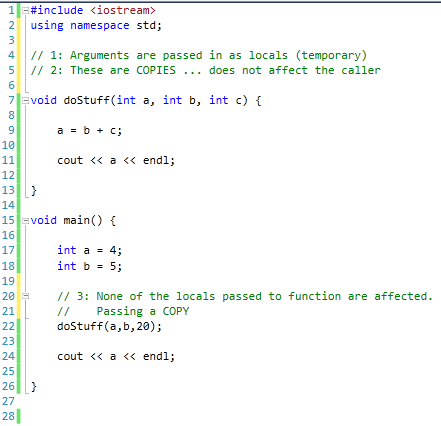 1 #include <iostream>
2 using namespace std;
3
4 // 1: Arguments are passed in as locals (temporary)
5 // 2: These are COPIES ... does not affect the caller
6
7 void doStuff(int a, int b, int c) {
8
9 a = b + c;
10
11 cout << a << endl;
12
13 }
14
15 void main() {
16
17 int a = 4;
18 int b = 5;
19
20 // 3: None of the locals passed to function are affected.
21 //    Passing a COPY
22 doStuff(a,b,20);
23
24 cout << a << endl;
25
26 }
27
28